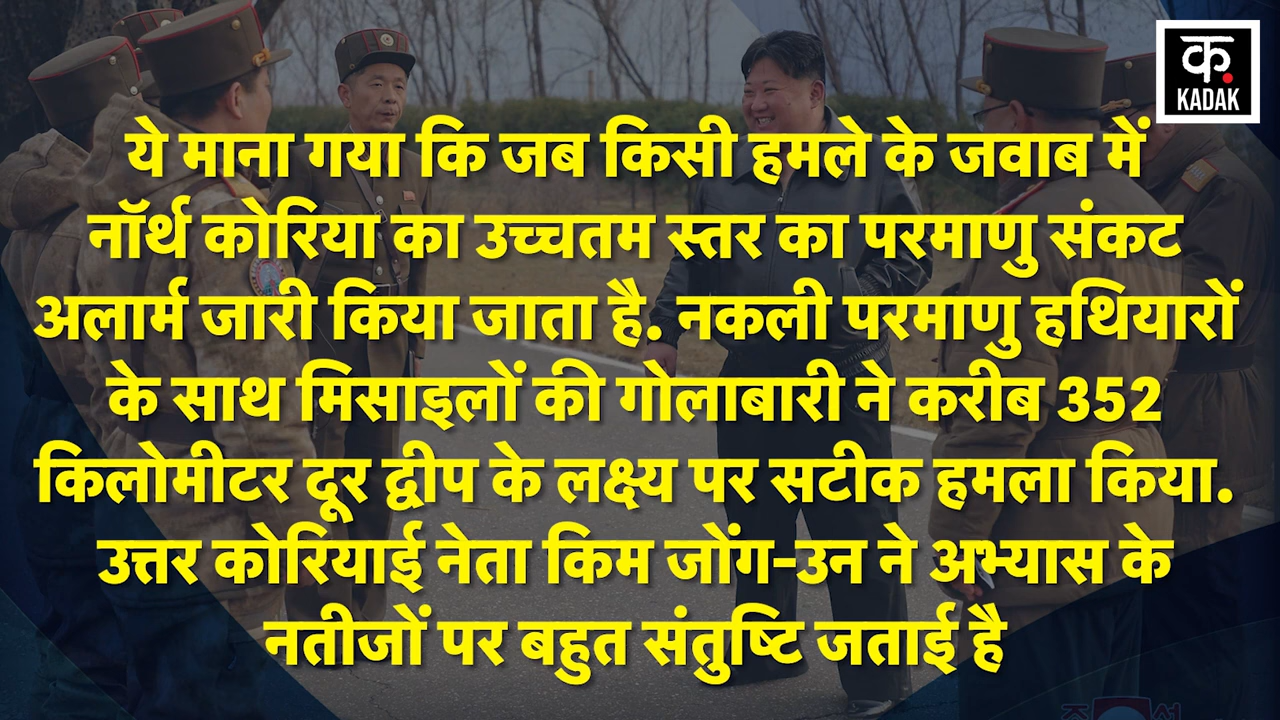 क
KADAK
ये माना गया कि जब किसी हमले के जवाब में
नॉर्थ कोरिया का उच्चतम स्तर का परमाणु संकट
अलार्म जारी किया जाता है. नकली परमाणु हथियारों
के साथ मिसाइलों की गोलाबारी ने करीब 352
किलोमीटर दूर द्वीप के लक्ष्य पर सटीक हमला किया.
उत्तर कोरियाई नेता किम जोंग-उन ने अभ्यास के
नतीजों पर बहुत संतुष्टि जताई है